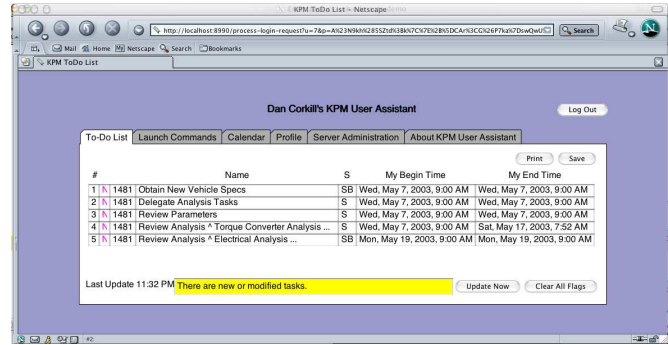 KPM ToDo List - Netscape
http://localhost:8990/process-login-request?u=7&p=A%23N9kh%285SZtd%3Bk%7C%7E%2B%5DCAr%3CG%26P7ka%7DswQwU
Search
Mail Home Netscape Search Bookmarks
KPM ToDo List
Dan Corkill's KPM User Assistant
Log Out
To-Do List Launch Commands Calendar Profile Server Administration About KPM User Assistant
Print Save
# Name S My Begin Time My End Time
1 N 1481 Obtain New Vehicle Specs SB Wed, May 7, 2003, 9:00 AM Wed, May 7, 2003, 9:00 AM
2 N 1481 Delegate Analysis Tasks S Wed, May 7, 2003, 9:00 AM Wed, May 7, 2003, 9:00 AM
3 N 1481 Review Parameters S Wed, May 7, 2003, 9:00 AM Wed, May 7, 2003, 9:00 AM
4 N 1481 Review Analysis ^ Torque Converter Analysis ... S Wed, May 7, 2003, 9:00 AM Sat, May 17, 2003, 7:52 AM
5 N 1481 Review Analysis ^ Electrical Analysis ... SB Mon, May 19, 2003, 9:00 AM Mon, May 19, 2003, 9:00 AM
Last Update 11:32 PM There are new or modified tasks. Update Now Clear All Flags
#2: